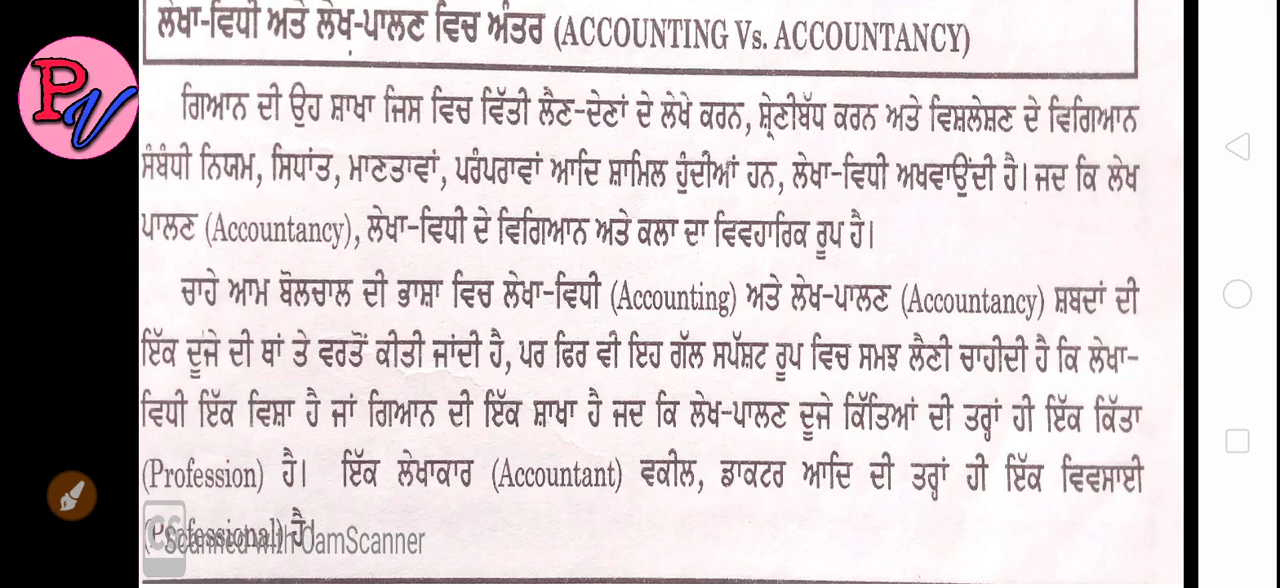 ਲੇਖਾ-ਵਿਧੀ ਅਤੇ ਲੇਖ-ਪਾਲਣ ਵਿਚ ਅੰਤਰ (ACCOUNTING Vs. ACCOUNTANCY)
PV
ਗਿਆਨ ਦੀ ਉਹ ਸ਼ਾਖਾ ਜਿਸ ਵਿਚ ਵਿੱਤੀ ਲੈਣ-ਦੇਣਾਂ ਦੇ ਲੇਖੇ ਕਰਨ, ਸ਼੍ਰੇਣੀਬੱਧ ਕਰਨ ਅਤੇ ਵਿਸ਼ਲੇਸ਼ਣ ਦੇ ਵਿਗਿਆਨ
ਸੰਬੰਧੀ ਨਿਯਮ, ਸਿਧਾਂਤ, ਮਾਣਤਾਵਾਂ, ਪਰੰਪਰਾਵਾਂ ਆਦਿ ਸ਼ਾਮਿਲ ਹੁੰਦੀਆਂ ਹਨ, ਲੇਖਾ-ਵਿਧੀ ਅਖਵਾਉਂਦੀ ਹੈ। ਜਦ ਕਿ ਲੇਖ
ਪਾਲਣ (Accountancy), ਲੇਖਾ-ਵਿਧੀ ਦੇ ਵਿਗਿਆਨ ਅਤੇ ਕਲਾ ਦਾ ਵਿਵਹਾਰਿਕ ਰੂਪ ਹੈ।
ਚਾਹੇ ਆਮ ਬੋਲਚਾਲ ਦੀ ਭਾਸ਼ਾ ਵਿਚ ਲੇਖਾ-ਵਿਧੀ (Accounting) ਅਤੇ ਲੇਖ-ਪਾਲਣ (Accountancy) ਸ਼ਬਦਾਂ ਦੀ
ਇੱਕ ਦੂਜੇ ਦੀ ਥਾਂ ਤੇ ਵਰਤੋਂ ਕੀਤੀ ਜਾਂਦੀ ਹੈ, ਪਰ ਫਿਰ ਵੀ ਇਹ ਗੱਲ ਸਪੱਸ਼ਟ ਰੂਪ ਵਿਚ ਸਮਝ ਲੈਣੀ ਚਾਹੀਦੀ ਹੈ ਕਿ ਲੇਖਾ-
ਵਿਧੀ ਇੱਕ ਵਿਸ਼ਾ ਹੈ ਜਾਂ ਗਿਆਨ ਦੀ ਇੱਕ ਸ਼ਾਖਾ ਹੈ ਜਦ ਕਿ ਲੇਖ-ਪਾਲਣ ਦੂਜੇ ਕਿੱਤਿਆਂ ਦੀ ਤਰ੍ਹਾਂ ਹੀ ਇੱਕ ਕਿੱਤਾ
(Profession) ਹੈ। ਇੱਕ ਲੇਖਾਕਾਰ (Accountant) ਵਕੀਲ, ਡਾਕਟਰ ਆਦਿ ਦੀ ਤਰ੍ਹਾਂ ਹੀ ਇੱਕ ਵਿਵਸਾਈ
(Professional) ਹੈ।
CS Scanned with CamScanner